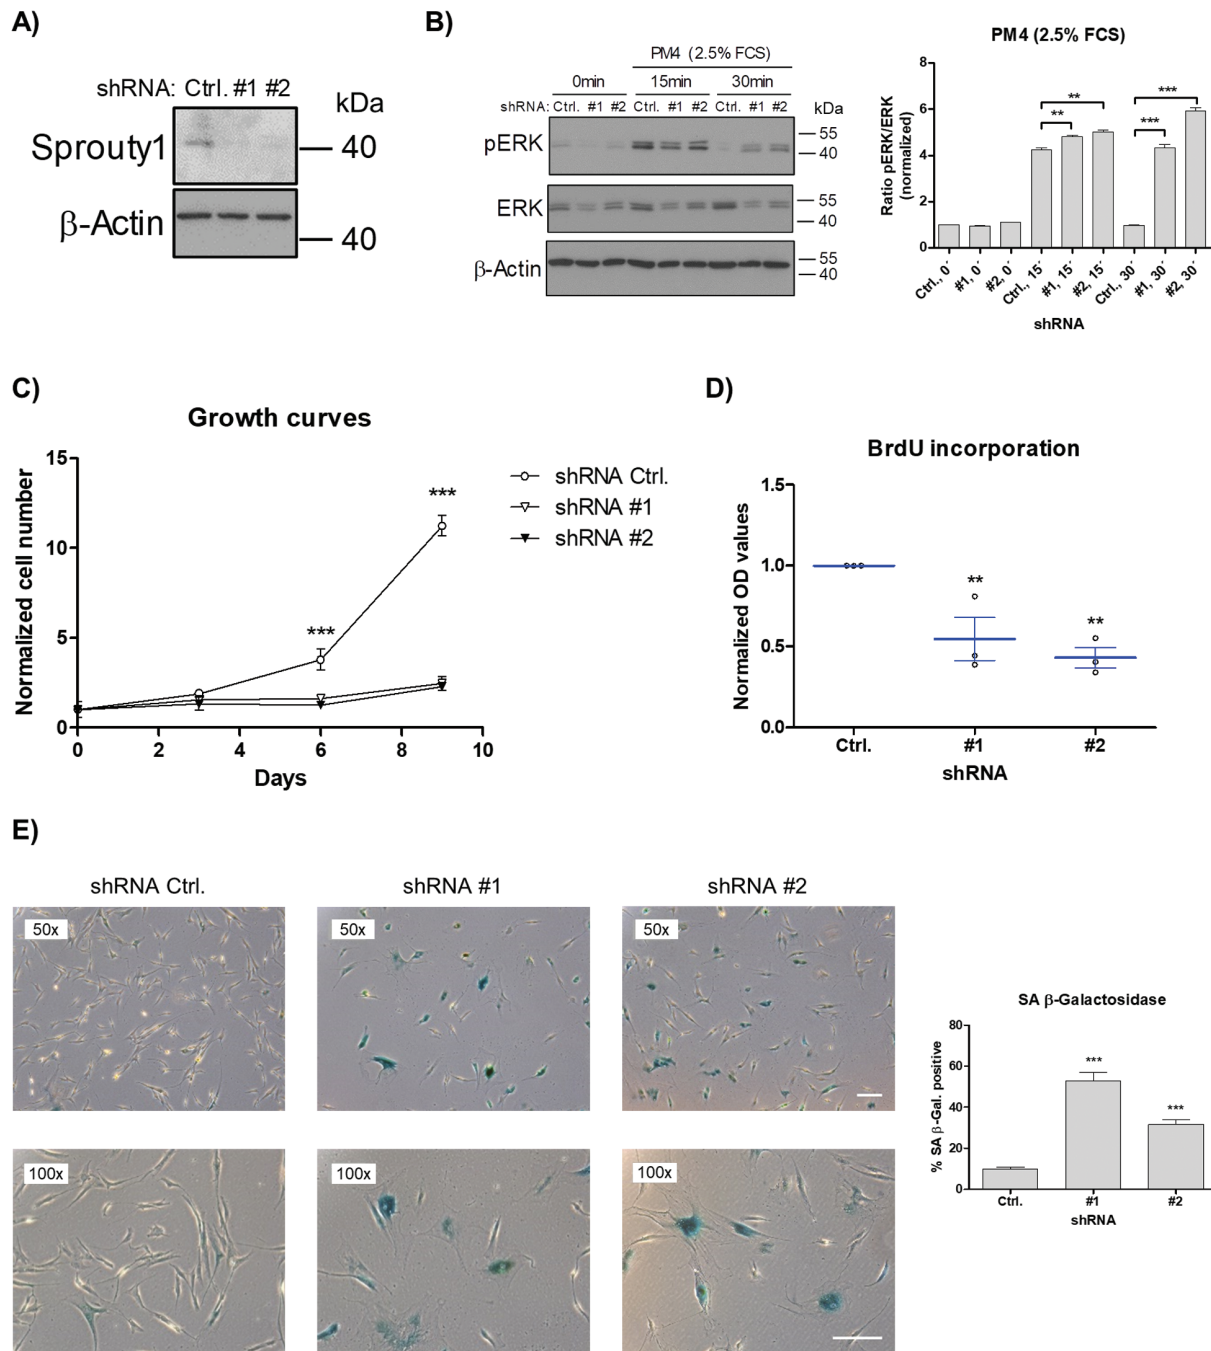 A)
shRNA: Ctrl. #1 #2
kDa
Sprouty1
40
β-Actin
40
B)
PM4 (2.5% FCS)
0min 15min 30min
shRNA: Ctrl. #1 #2 Ctrl. #1 #2 Ctrl. #1 #2 kDa
pERK
55
40
ERK
55
40
β-Actin
55
40
PM4 (2.5% FCS)
Ratio pERK/ERK
(normalized)
8
6
4
2
0
** ** *** ***
Ctrl., 0´
#1, 0´
#2, 0´
Ctrl., 15´
#1, 15´
#2, 15´
Ctrl., 30´
#1, 30´
#2, 30´
shRNA
C)
Growth curves
Normalized cell number
15
10
5
0
0 2 4 6 8 10
Days
***
***
shRNA Ctrl.
shRNA #1
shRNA #2
D)
BrdU incorporation
Normalized OD values
1.5
1.0
0.5
0.0
**
**
Ctrl. #1 #2
shRNA
E)
shRNA Ctrl. shRNA #1 shRNA #2
50x 50x 50x
100x 100x 100x
SA β-Galactosidase
% SA β-Gal. positive
80
60
40
20
0
***
***
Ctrl. #1 #2
shRNA